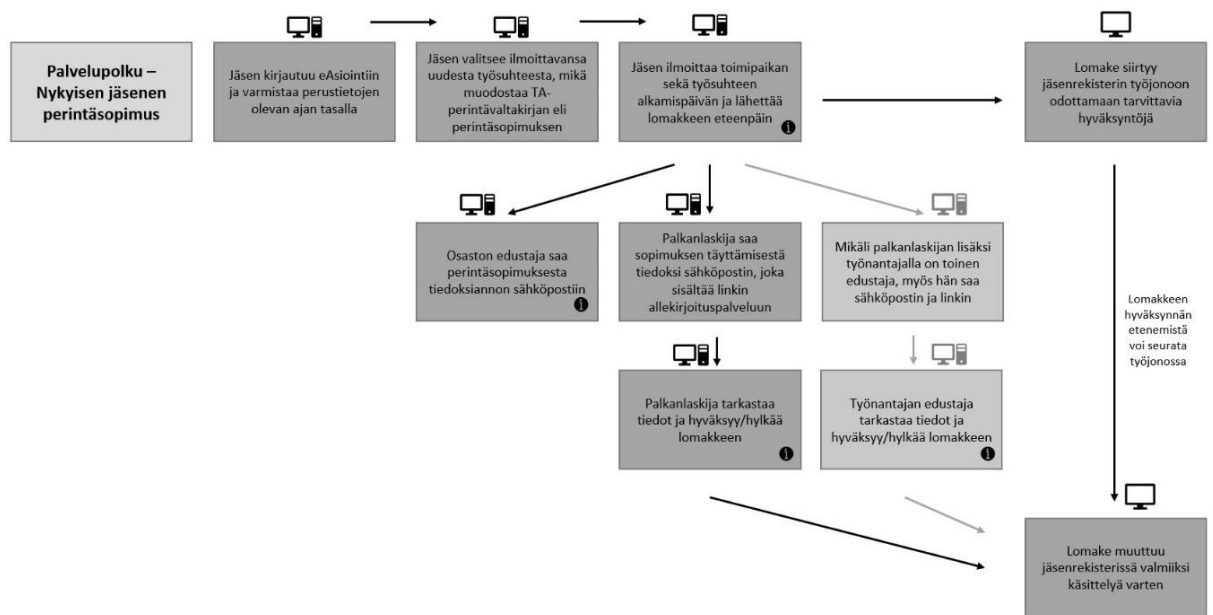 Palvelupolku –
Nykyisen jäsenen
perintäsopimus
Jäsen kirjautuu eAsiointiin
ja varmistaa perustietojen
olevan ajan tasalla
Jäsen valitsee ilmoittavansa
uudesta työsuhteesta, mikä
muodostaa TA-
perintävaltakirjan eli
perintäsopimuksen
Jäsen ilmoittaa toimipaikan
sekä työsuhteen
alkamispäivän ja lähettää
lomakkeen eteenpäin
i
Lomake siirtyy
jäsenrekisterin työjonoon
odottamaan tarvittavia
hyväksyntöjä
Osaston edustaja saa
perintäsopimuksesta
tiedoksiannon sähköpostiin
i
Palkanlaskija saa
sopimuksen täyttämisestä
tiedoksi sähköpostin, joka
sisältää linkin
allekirjoituspalveluun
Mikäli palkanlaskijan lisäksi
työnantajalla on toinen
edustaja, myös hän saa
sähköpostin ja linkin
Lomakkeen
hyväksynnän
etenemistä
voi seurata
työjonossa
Palkanlaskija tarkastaa
tiedot ja hyväksyy/hylkää
lomakkeen
i
Työnantajan edustaja
tarkastaa tiedot ja
hyväksyy/hylkää lomakkeen
i
Lomake muuttuu
jäsenrekisterissä valmiiksi
käsittelyä varten